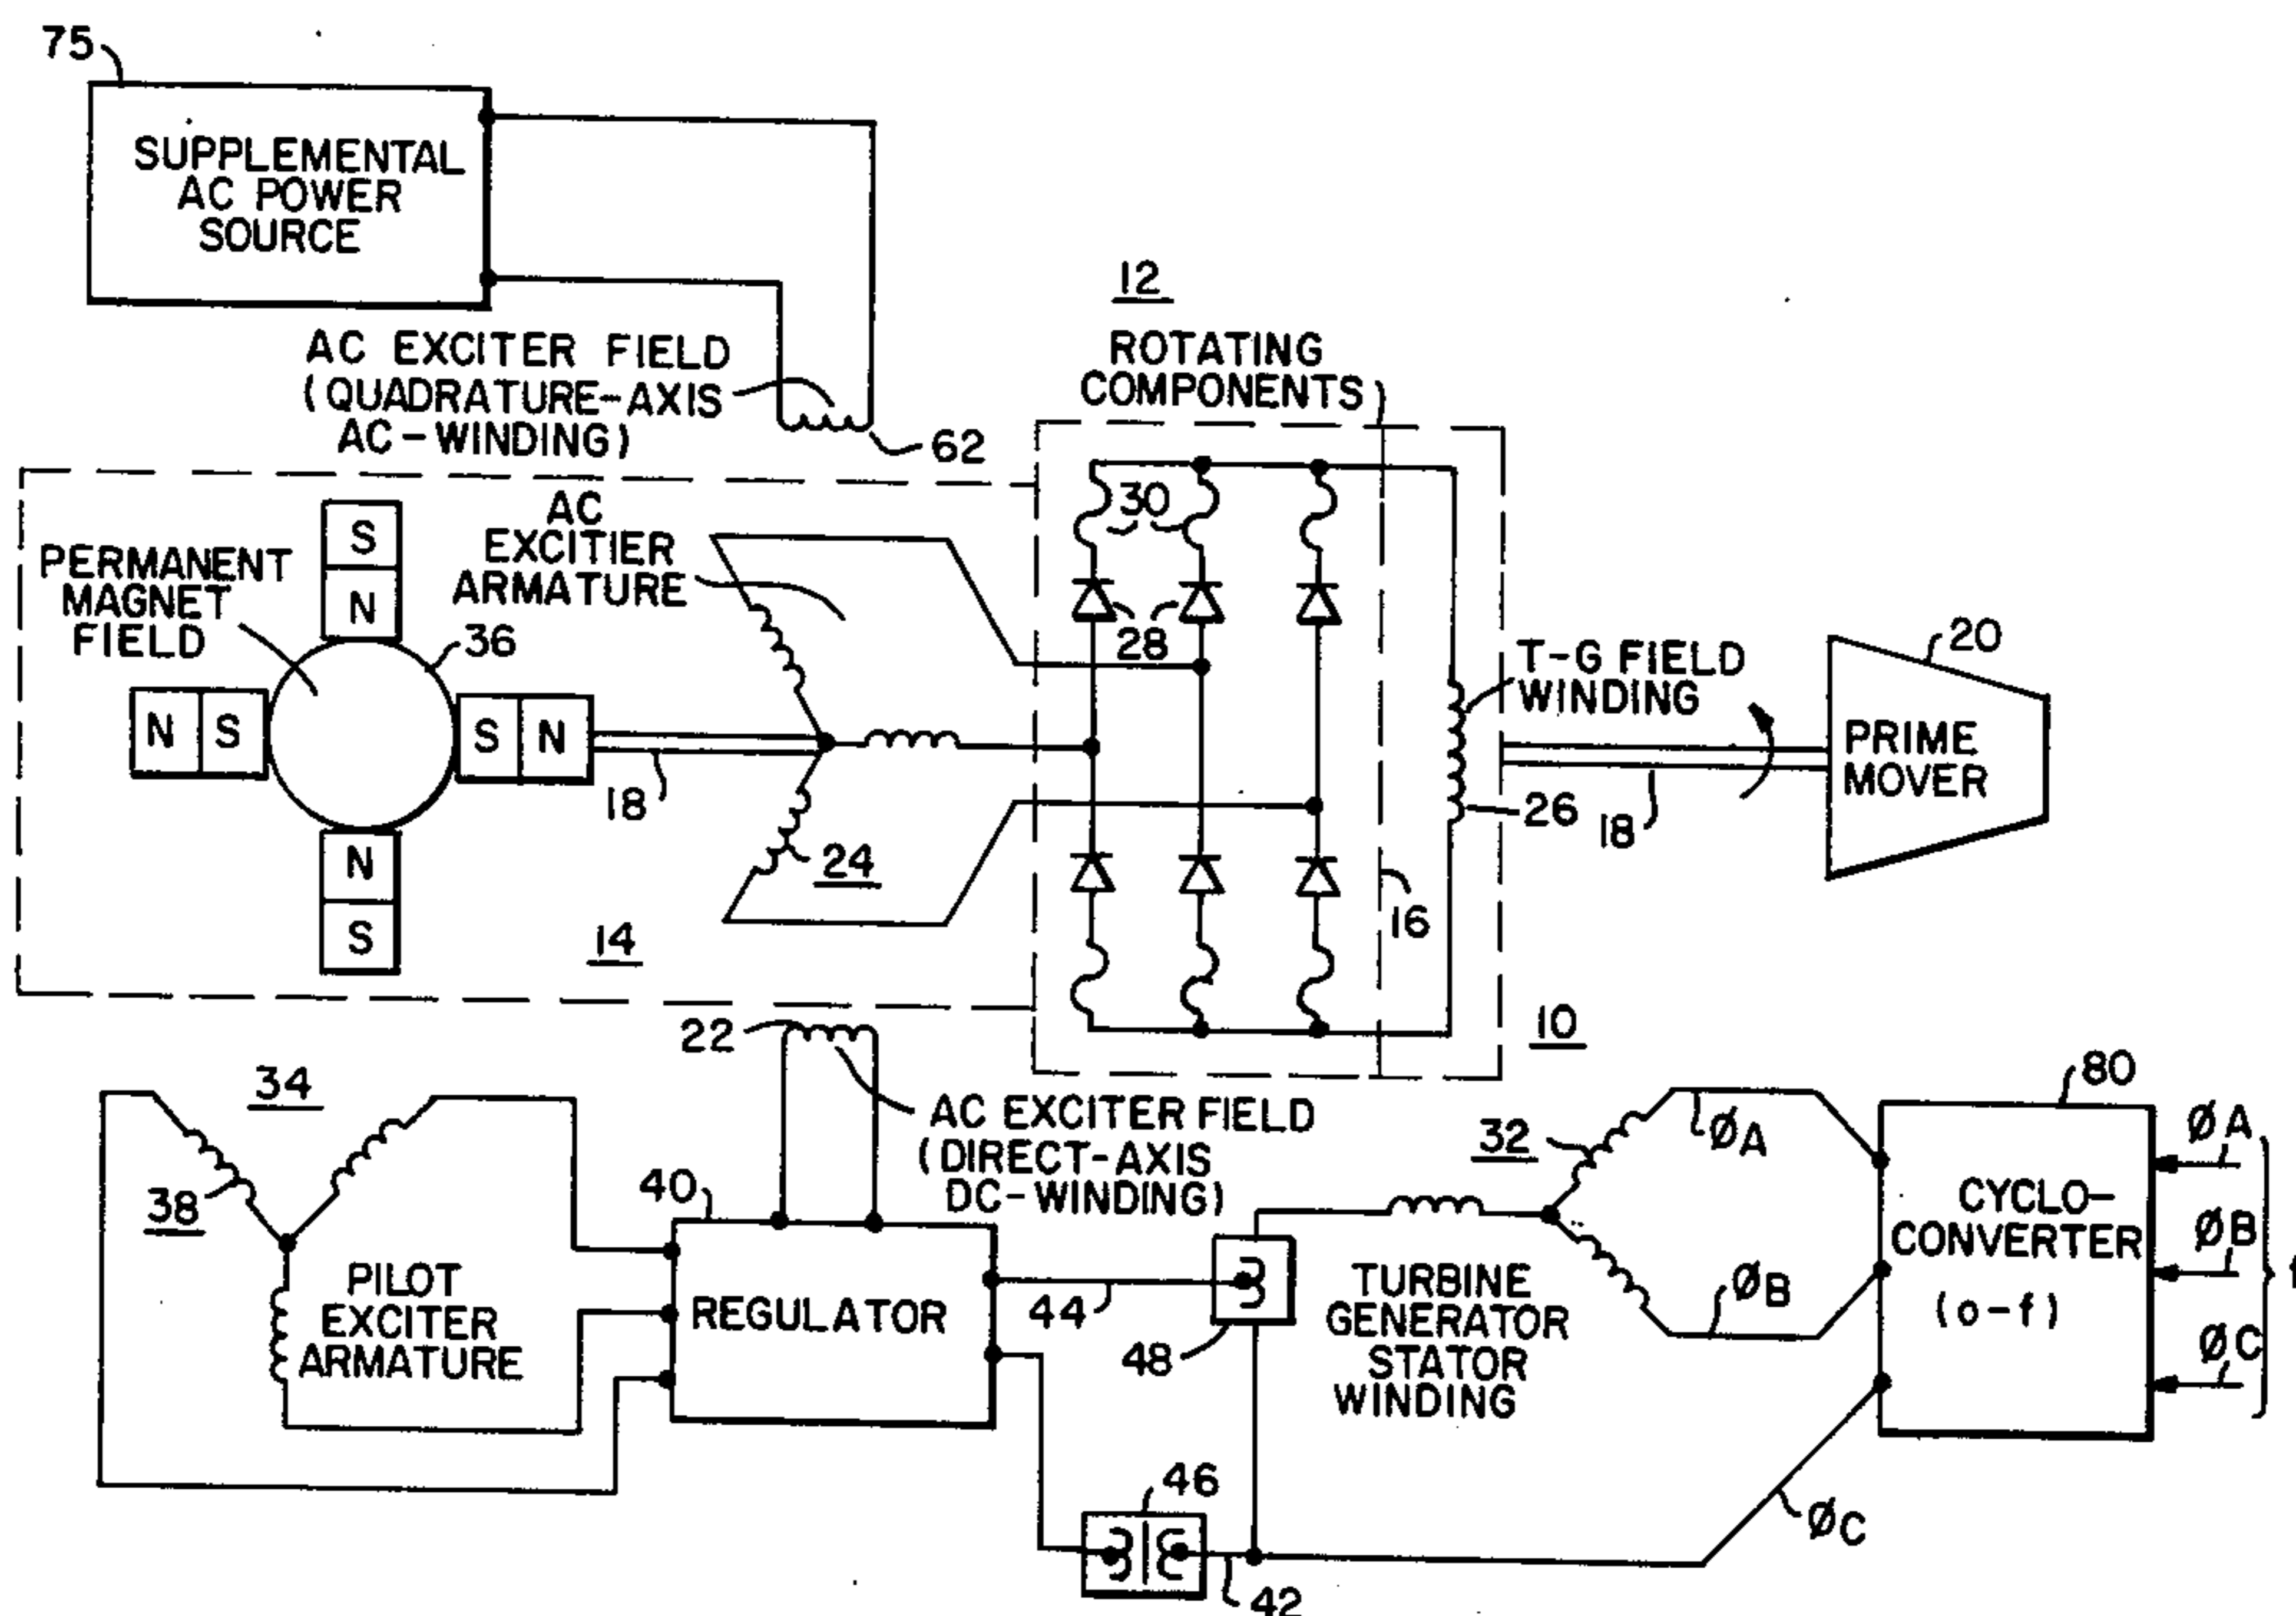 75
SUPPLEMENTAL
AC POWER
SOURCE
12
AC EXCITER FIELD
(QUADRATURE-AXIS
AC-WINDING)
62
ROTATING
COMPONENTS
PERMANENT
MAGNET
FIELD
S
N
36
N S
S N
N
S
18
AC
EXCITIER
ARMATURE
24
14
30
28
16
T-G FIELD
WINDING
26
18
20
PRIME
MOVER
10
22
AC EXCITER FIELD
(DIRECT-AXIS
DC-WINDING)
34
38
PILOT
EXCITER
ARMATURE
40
REGULATOR
44
48
46
42
32
TURBINE
GENERATOR
STATOR
WINDING
ØA
ØB
ØC
80
CYCLO-
CONVERTER
(o-f)
ØA
ØB
ØC